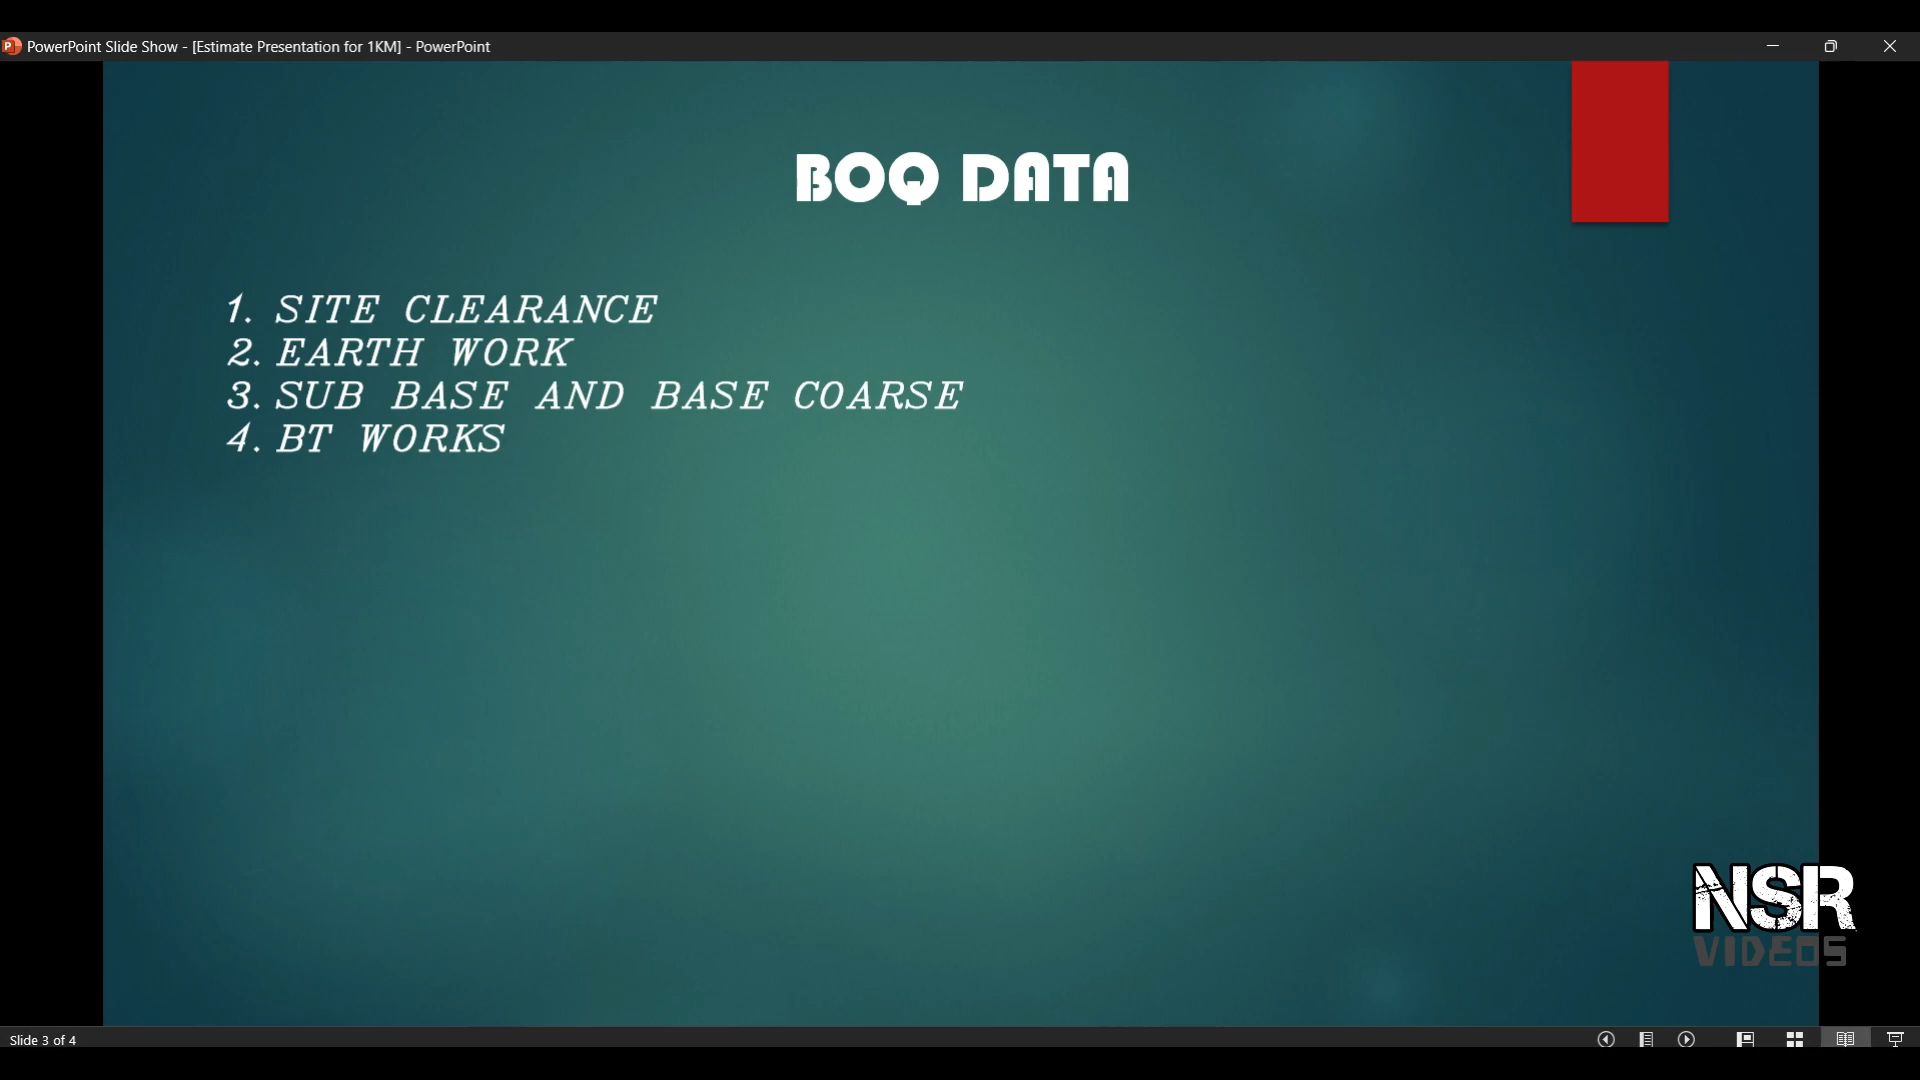 PowerPoint Slide Show - [Estimate Presentation for 1KM] - PowerPoint
BOQ DATA
1. SITE CLEARANCE
2. EARTH WORK
3. SUB BASE AND BASE COARSE
4. BT WORKS
NSR
VIDEOS
Slide 3 of 4